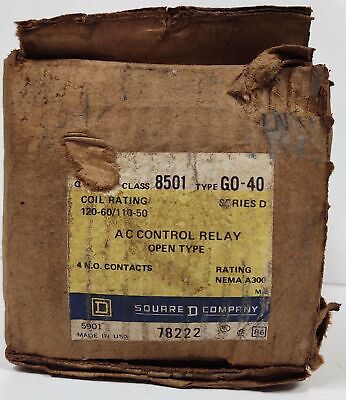 CLASS 8501 TYPE GO-40
COIL RATING SERIES D
120-60/110-50
AC CONTROL RELAY
OPEN TYPE
4 N.O. CONTACTS RATING
NEMA A300
D SQUARE D COMPANY
5901 78222 86
MADE IN USA